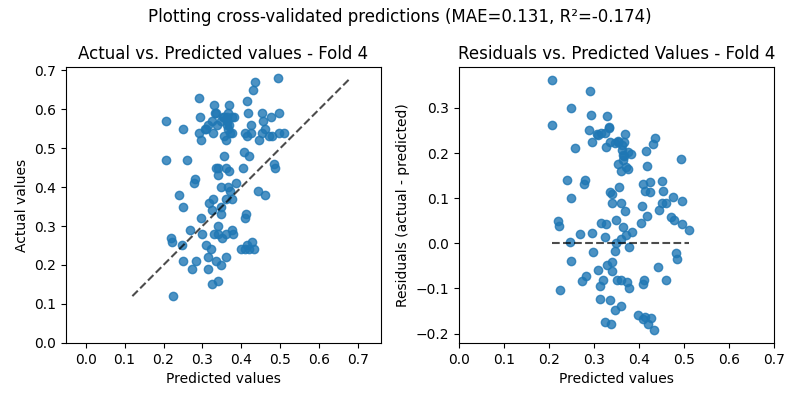 Plotting cross-validated predictions (MAE=0.131, R²=-0.174)
Actual vs. Predicted values - Fold 4
Actual values
0.7
0.6
0.5
0.4
0.3
0.2
0.1
0.0
0.0 0.1 0.2 0.3 0.4 0.5 0.6 0.7
Predicted values
Residuals vs. Predicted Values - Fold 4
Residuals (actual - predicted)
0.3
0.2
0.1
0.0
−0.1
−0.2
0.0 0.1 0.2 0.3 0.4 0.5 0.6 0.7
Predicted values